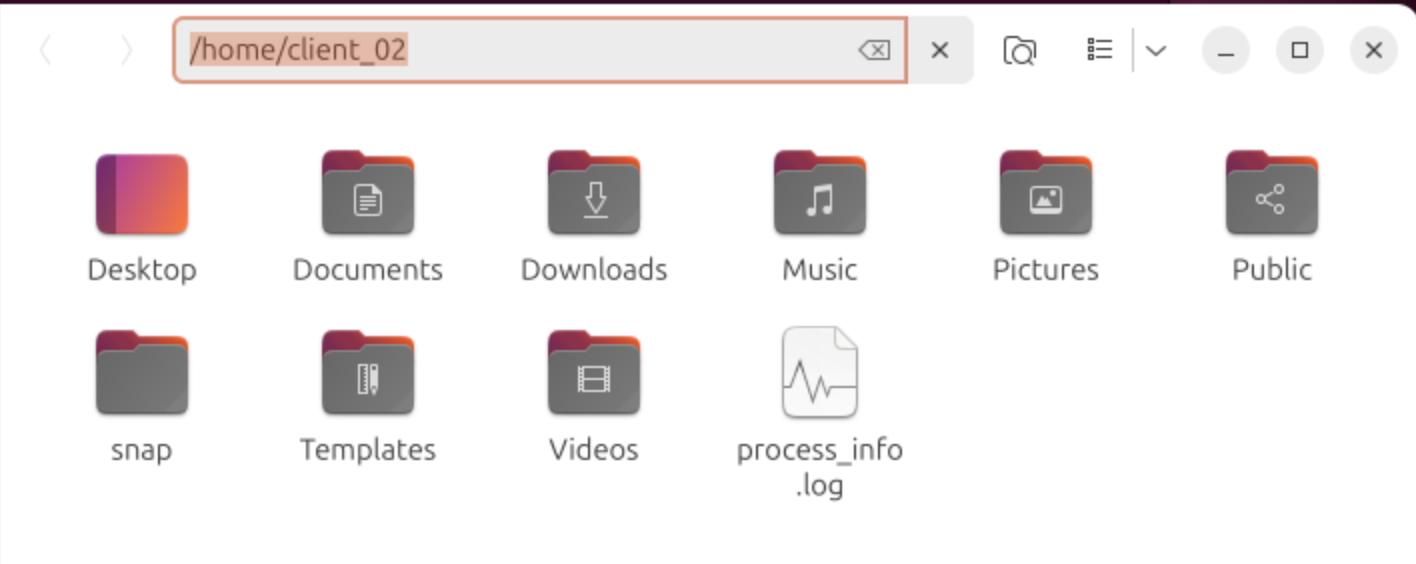 /home/client_02
Desktop
Documents
Downloads
Music
Pictures
Public
snap
Templates
Videos
process_info
.log